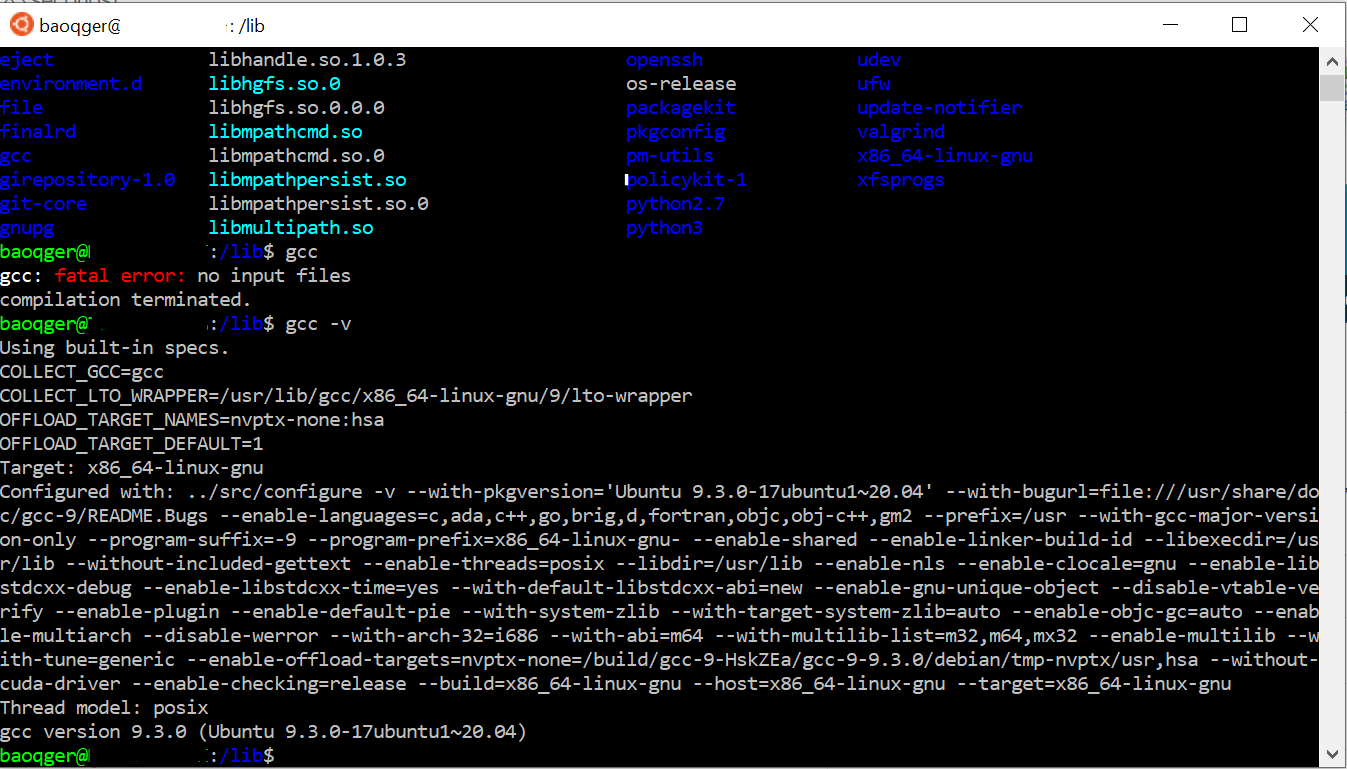 baoqger@ : /lib
eject libhandle.so.1.0.3 openssh udev
environment.d libhgfs.so.0 os-release ufw
file libhgfs.so.0.0.0 packagekit update-notifier
finalrd libmpathcmd.so pkgconfig valgrind
gcc libmpathcmd.so.0 pm-utils x86_64-linux-gnu
girepository-1.0 libmpathpersist.so policykit-1 xfsprogs
git-core libmpathpersist.so.0 python2.7
gnupg libmultipath.so python3
baoqger@ :/lib$ gcc
gcc: fatal error: no input files
compilation terminated.
baoqger@ :/lib$ gcc -v
Using built-in specs.
COLLECT_GCC=gcc
COLLECT_LTO_WRAPPER=/usr/lib/gcc/x86_64-linux-gnu/9/lto-wrapper
OFFLOAD_TARGET_NAMES=nvptx-none:hsa
OFFLOAD_TARGET_DEFAULT=1
Target: x86_64-linux-gnu
Configured with: ../src/configure -v --with-pkgversion='Ubuntu 9.3.0-17ubuntu1~20.04' --with-bugurl=file:///usr/share/do
c/gcc-9/README.Bugs --enable-languages=c,ada,c++,go,brig,d,fortran,objc,obj-c++,gm2 --prefix=/usr --with-gcc-major-versi
on-only --program-suffix=-9 --program-prefix=x86_64-linux-gnu- --enable-shared --enable-linker-build-id --libexecdir=/us
r/lib --without-included-gettext --enable-threads=posix --libdir=/usr/lib --enable-nls --enable-clocale=gnu --enable-lib
stdcxx-debug --enable-libstdcxx-time=yes --with-default-libstdcxx-abi=new --enable-gnu-unique-object --disable-vtable-ve
rify --enable-plugin --enable-default-pie --with-system-zlib --with-target-system-zlib=auto --enable-objc-gc=auto --enab
le-multiarch --disable-werror --with-arch-32=i686 --with-abi=m64 --with-multilib-list=m32,m64,mx32 --enable-multilib --w
ith-tune=generic --enable-offload-targets=nvptx-none=/build/gcc-9-HskZEa/gcc-9-9.3.0/debian/tmp-nvptx/usr,hsa --without-
cuda-driver --enable-checking=release --build=x86_64-linux-gnu --host=x86_64-linux-gnu --target=x86_64-linux-gnu
Thread model: posix
gcc version 9.3.0 (Ubuntu 9.3.0-17ubuntu1~20.04)
baoqger@ :/lib$